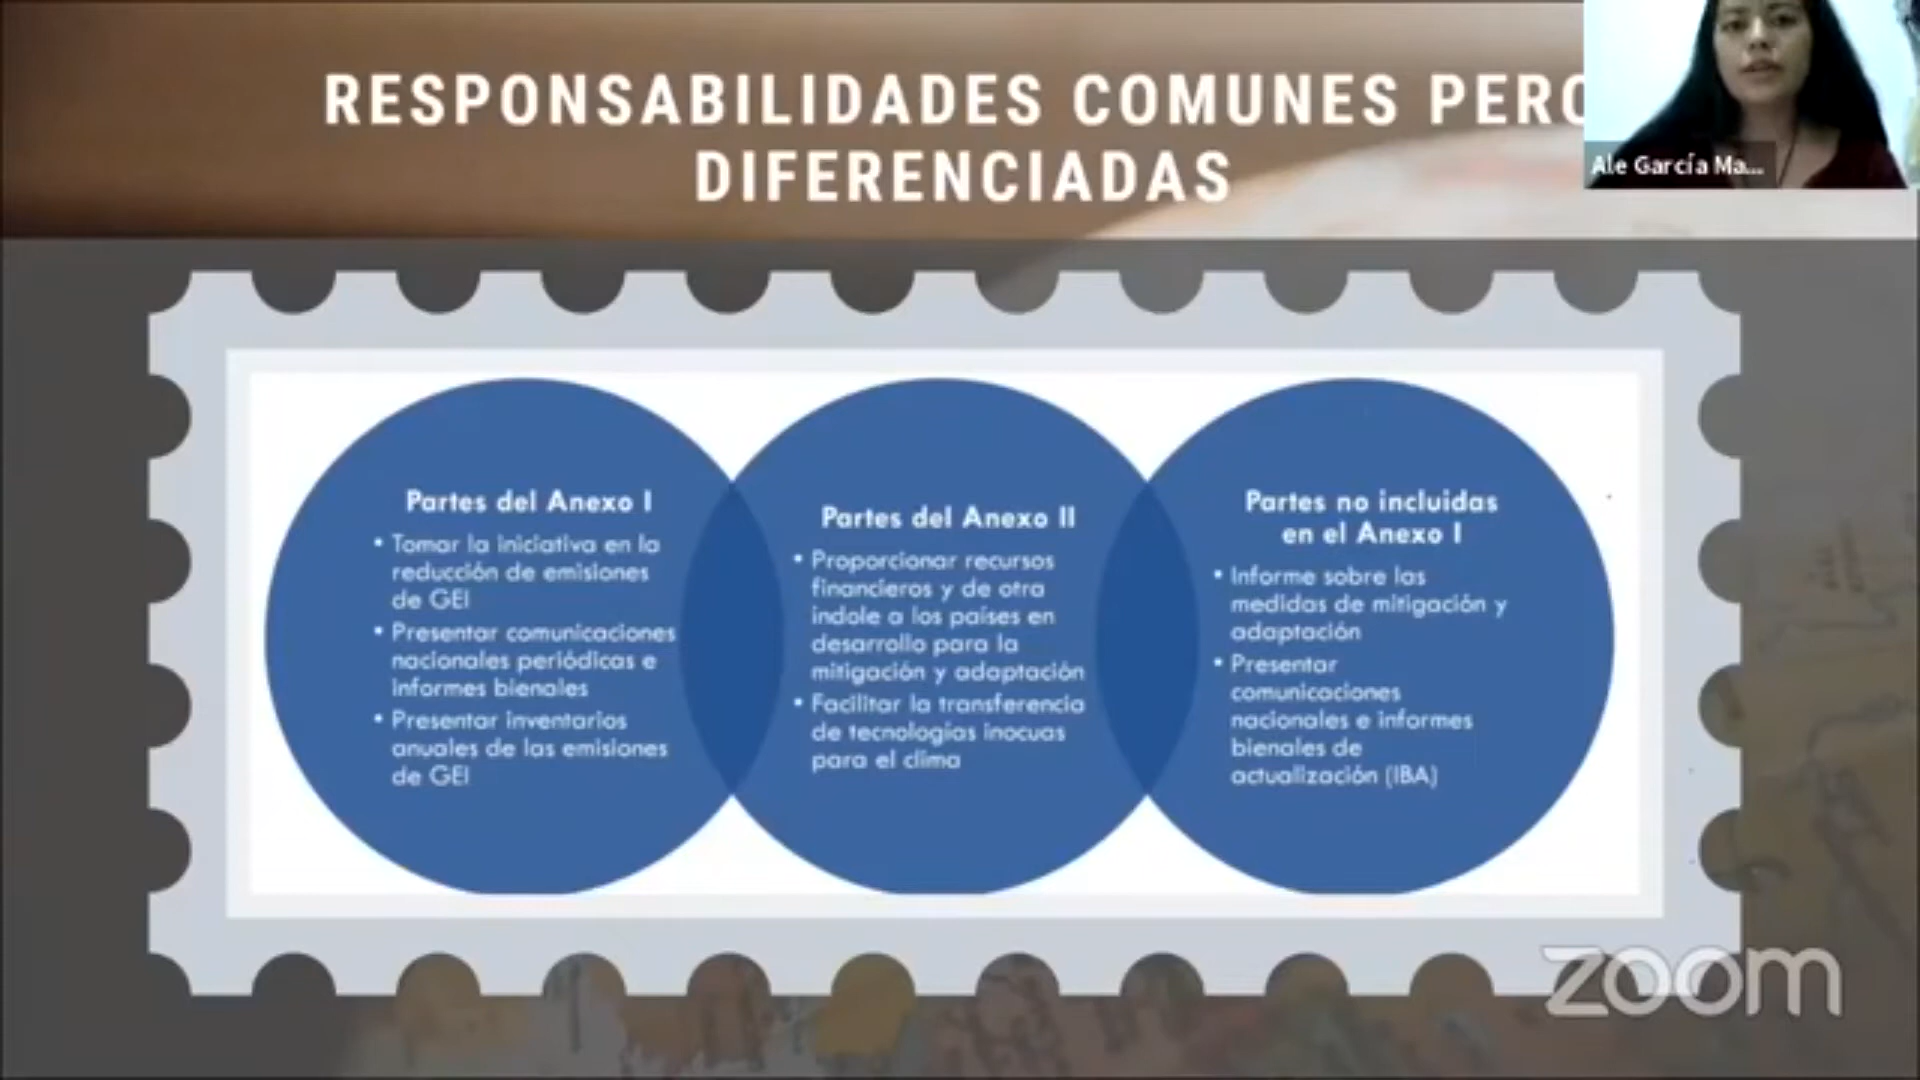 RESPONSABILIDADES COMUNES PERO
DIFERENCIADAS
Ale García Ma...
Partes del Anexo I
• Tomar la iniciativa en la
reducción de emisiones
de GEI
• Presentar comunicaciones
nacionales periódicas e
informes bienales
• Presentar inventarios
anuales de las emisiones
de GEI
Partes del Anexo II
• Proporcionar recursos
financieros y de otra
índole a los países en
desarrollo para la
mitigación y adaptación
• Facilitar la transferencia
de tecnologías inocuas
para el clima
Partes no incluidas
en el Anexo I
• Informe sobre las
medidas de mitigación y
adaptación
• Presentar
comunicaciones
nacionales e informes
bienales de
actualización (IBA)
zoom